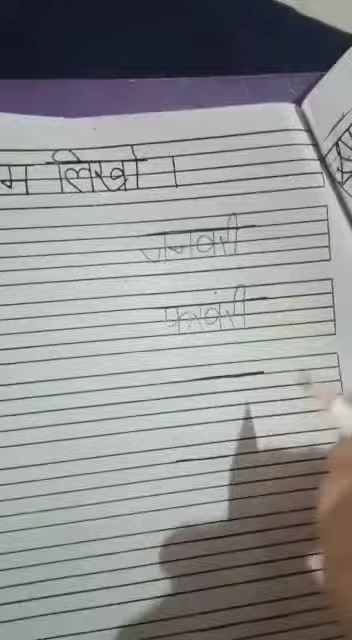 म लिखो ।
जनवरी
फरवरी